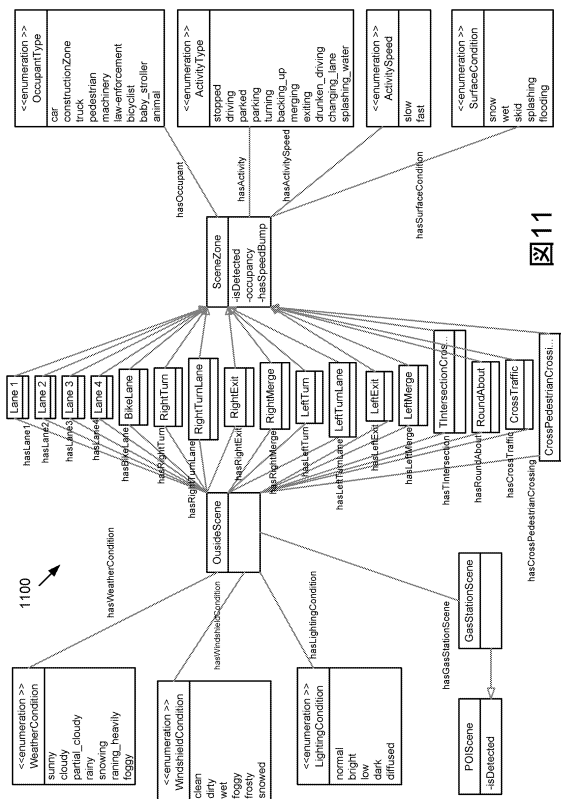 <<enumeration >>
OccupantType
car
constructionZone
truck
pedestrian
machinery
law-enforcement
bicyclist
baby_stroller
animal
<<enumeration >>
ActivityType
stopped
driving
parked
parking
turning
backing_up
merging
exiting
drunken_driving
changing_lane
splashing_water
<<enumeration >>
ActivitySpeed
slow
fast
<<enumeration >>
SurfaceCondition
snow
wet
skid
splashing
flooding
hasOccupant
hasActivity
hasActivitySpeed
hasSurfaceCondition
SceneZone
-isDetected
-occupancy
-hasSpeedBump
図11
Lane 1
Lane 2
Lane 3
Lane 4
BikeLane
RightTurn
RightTurnLane
RightExit
RightMerge
LeftTurn
LeftTurnLane
LeftExit
LeftMerge
TIntersectionCros...
RoundAbout
CrossTraffic
CrossPedestrianCrossi...
hasLane1
hasLane2
hasLane3
hasLane4
hasBikeLane
hasRightTurn
hasRightTurnLane
hasRightExit
hasRightMerge
hasLeftTurn
hasLeftTurnLane
hasLeftExit
hasLeftMerge
hasTIntersection
hasRoundAbout
hasCrossTraffic
hasCrossPedestrianCrossing
OusideScene
1100
hasWeatherCondition
hasWindshieldCondition
hasLightingCondition
hasGasStationScene
GasStationScene
<<enumeration >>
WeatherCondition
sunny
cloudy
partial_cloudy
rainy
snowing
raning_heavily
foggy
<<enumeration >>
WindshieldCondition
clean
dirty
wet
foggy
frosty
snowed
<<enumeration >>
LightingCondition
normal
bright
low
dark
diffused
POIScene
-isDetected